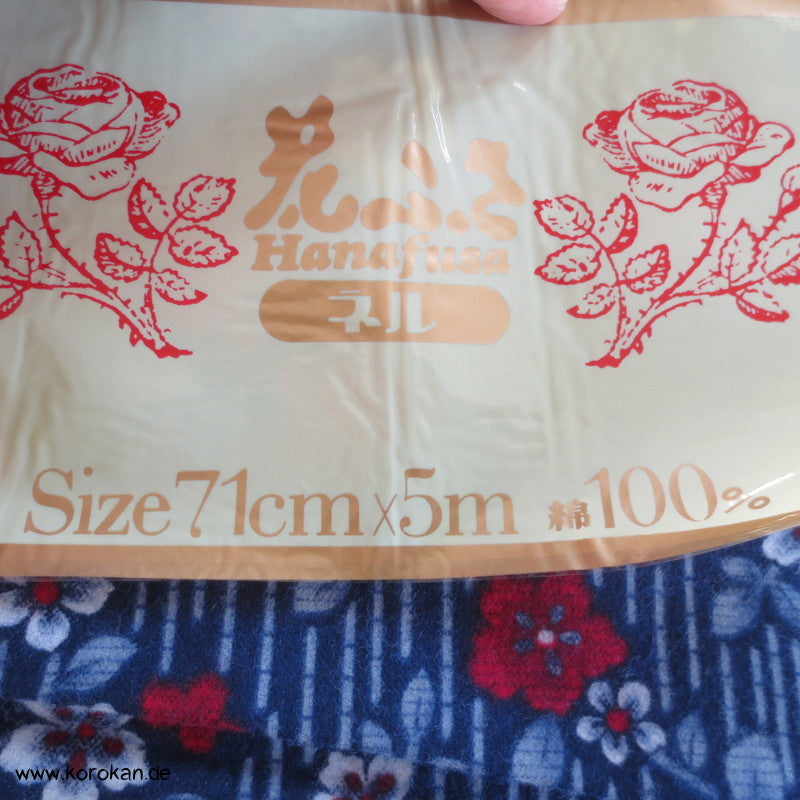 花ふさ
Hanafusa
ネル
Size 71cm×5m 綿100%
www.korokan.de